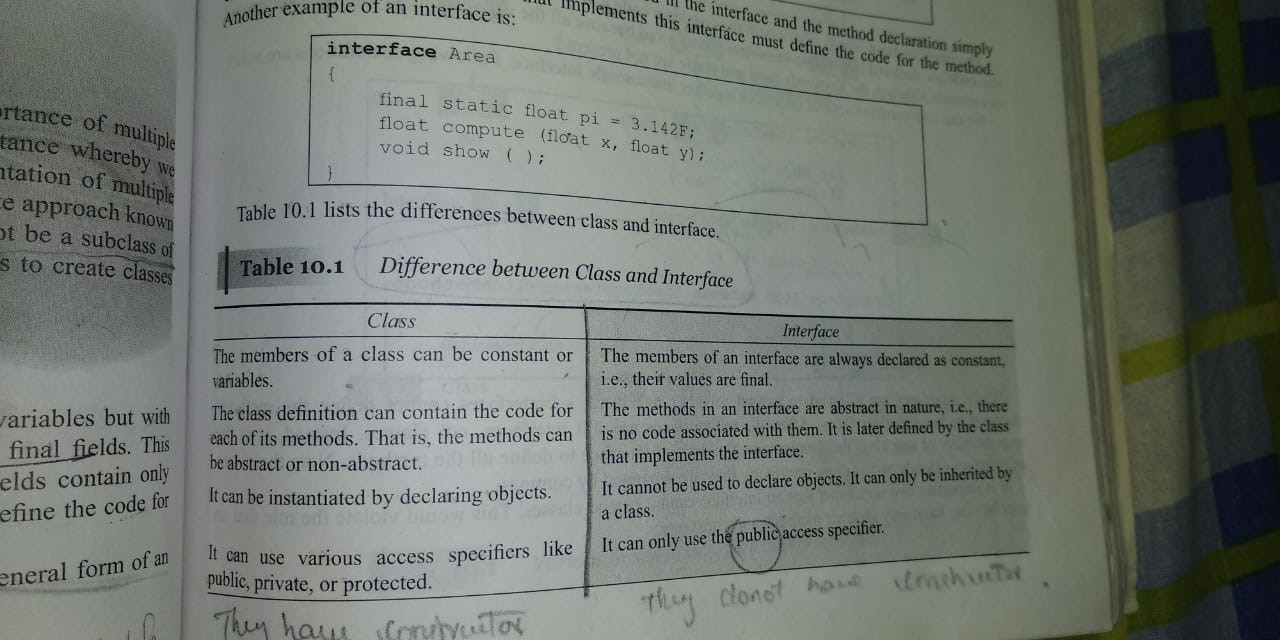 ortance of multiple
tance whereby we
ntation of multiple
e approach known
ot be a subclass of
s to create classes
variables but with
final fields. This
elds contain only
efine the code for
eneral form of an
in the interface and the method declaration simply
implements this interface must define the code for the method.
Another example of an interface is:
interface Area
{
final static float pi = 3.142F;
float compute (float x, float y);
void show ( );
}
Table 10.1 lists the differences between class and interface.
Table 10.1 Difference between Class and Interface
Class
Interface
The members of a class can be constant or
variables.
The members of an interface are always declared as constant,
i.e., their values are final.
The class definition can contain the code for
each of its methods. That is, the methods can
be abstract or non-abstract.
The methods in an interface are abstract in nature, i.e., there
is no code associated with them. It is later defined by the class
that implements the interface.
It can be instantiated by declaring objects.
It cannot be used to declare objects. It can only be inherited by
a class.
It can use various access specifiers like
public, private, or protected.
It can only use the public access specifier.
They have constructor
They donot have constructor.